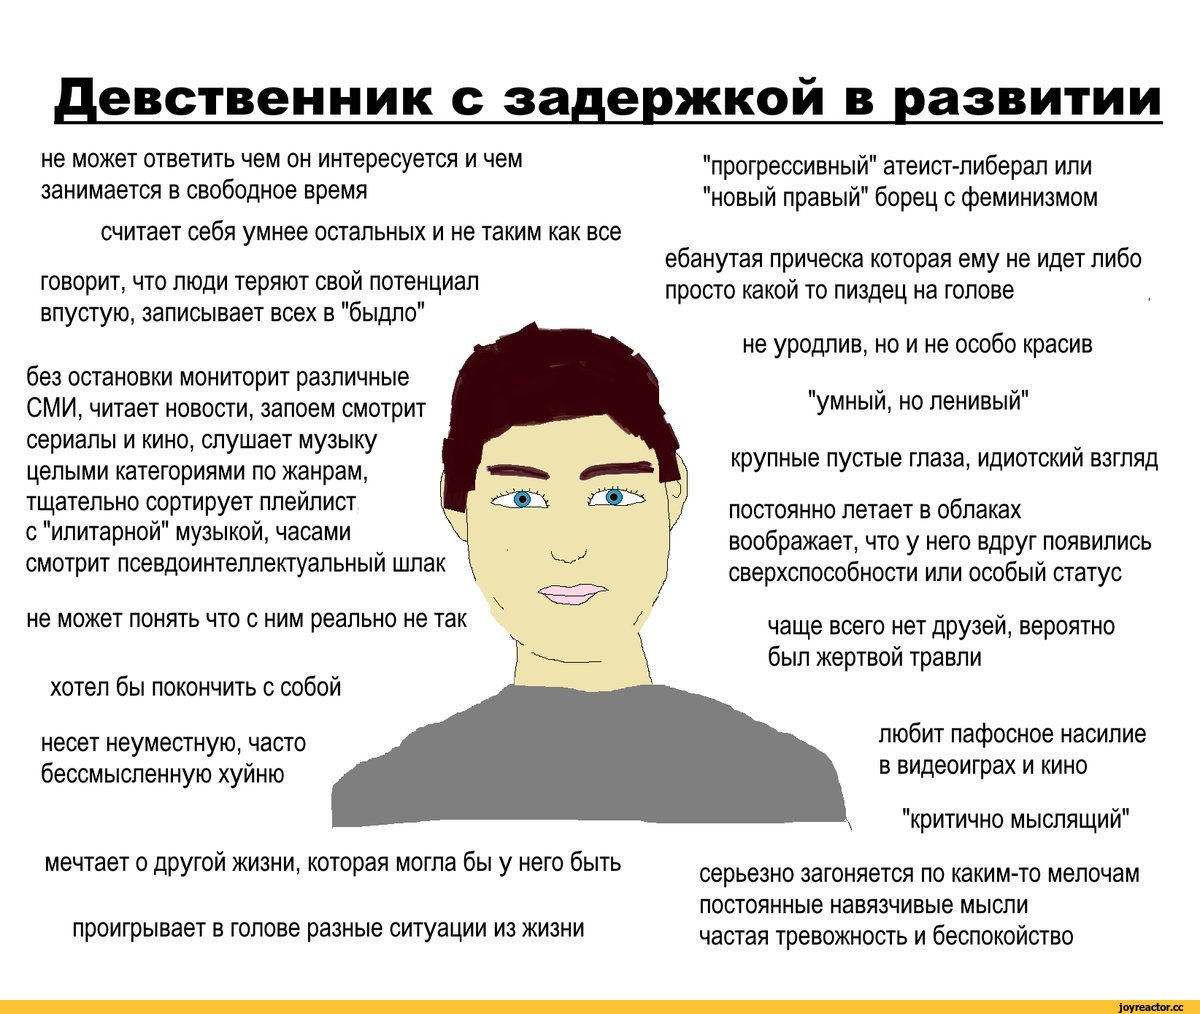 Девственник с задержкой в развитии
не может ответить чем он интересуется и чем
занимается в свободное время
считает себя умнее остальных и не таким как все
говорит, что люди теряют свой потенциал
впустую, записывает всех в "быдло"
без остановки мониторит различные
СМИ, читает новости, запоем смотрит
сериалы и кино, слушает музыку
целыми категориями по жанрам,
тщательно сортирует плейлист
с "илитарной" музыкой, часами
смотрит псевдоинтеллектуальный шлак
не может понять что с ним реально не так
хотел бы покончить с собой
несет неуместную, часто
бессмысленную хуйню
мечтает о другой жизни, которая могла бы у него быть
проигрывает в голове разные ситуации из жизни
"прогрессивный" атеист-либерал или
"новый правый" борец с феминизмом
ебанутая прическа которая ему не идет либо
просто какой то пиздец на голове
не уродлив, но и не особо красив
"умный, но ленивый"
крупные пустые глаза, идиотский взгляд
постоянно летает в облаках
воображает, что у него вдруг появились
сверхспособности или особый статус
чаще всего нет друзей, вероятно
был жертвой травли
любит пафосное насилие
в видеоиграх и кино
"критично мыслящий"
серьезно загоняется по каким-то мелочам
постоянные навязчивые мысли
частая тревожность и беспокойство
joyreactor.cc